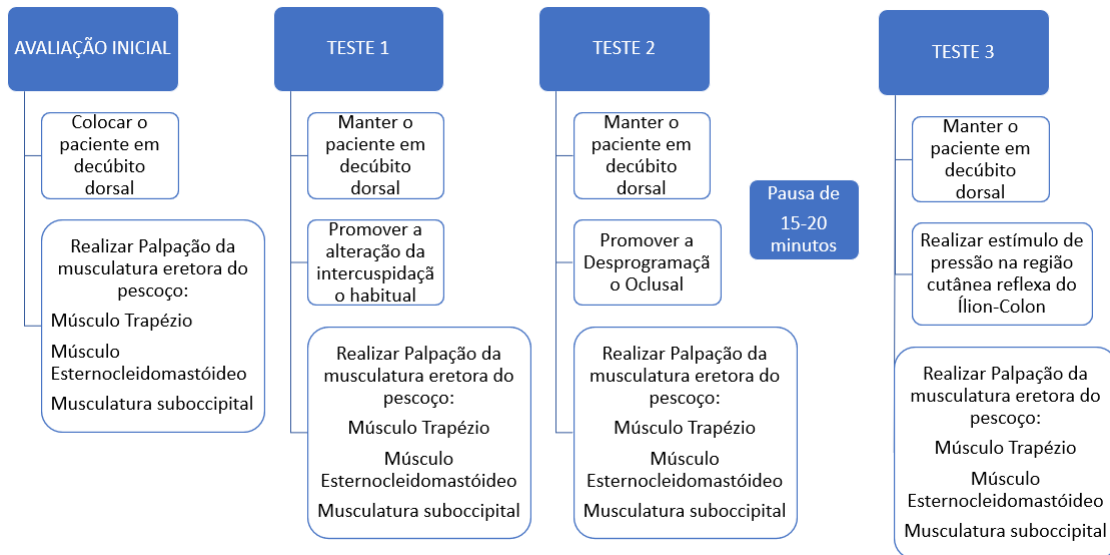 AVALIAÇÃO INICIAL
Colocar o
paciente em
decúbito
dorsal
Realizar Palpação da
musculatura eretora do
pescoço:
Músculo Trapézio
Músculo
Esternocleidomastóideo
Musculatura suboccipital
TESTE 1
Manter o
paciente em
decúbito
dorsal
Promover a
alteração da
intercuspidaçã
o habitual
Realizar Palpação da
musculatura eretora do
pescoço:
Músculo Trapézio
Músculo
Esternocleidomastóideo
Musculatura suboccipital
TESTE 2
Manter o
paciente em
decúbito
dorsal
Promover a
Desprogramaçã
o Oclusal
Realizar Palpação da
musculatura eretora do
pescoço:
Músculo Trapézio
Músculo
Esternocleidomastóideo
Musculatura suboccipital
Pausa de
15-20
minutos
TESTE 3
Manter o
paciente em
decúbito
dorsal
Realizar estímulo de
pressão na região
cutânea reflexa do
Ílion-Colon
Realizar Palpação da
musculatura eretora do
pescoço:
Músculo Trapézio
Músculo
Esternocleidomastóideo
Musculatura suboccipital